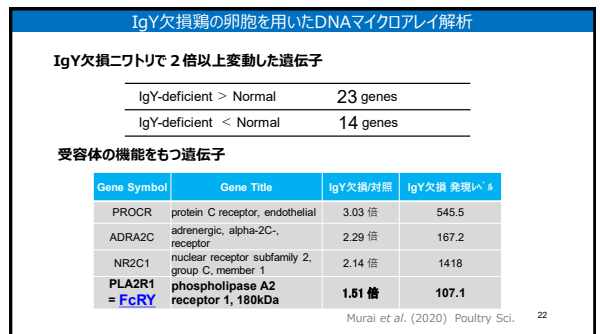 IgY欠損鶏の卵胞を用いたDNAマイクロアレイ解析
IgY欠損ニワトリで２倍以上変動した遺伝子
IgY-deficient > Normal 23 genes
IgY-deficient < Normal 14 genes
受容体の機能をもつ遺伝子
Gene Symbol Gene Title IgY欠損/対照 IgY欠損 発現ﾚﾍﾞﾙ
PROCR protein C receptor, endothelial 3.03 倍 545.5
ADRA2C adrenergic, alpha-2C-, receptor 2.29 倍 167.2
NR2C1 nuclear receptor subfamily 2, group C, member 1 2.14 倍 1418
PLA2R1 = FcRY phospholipase A2 receptor 1, 180kDa 1.51 倍 107.1
Murai et al. (2020) Poultry Sci. 22